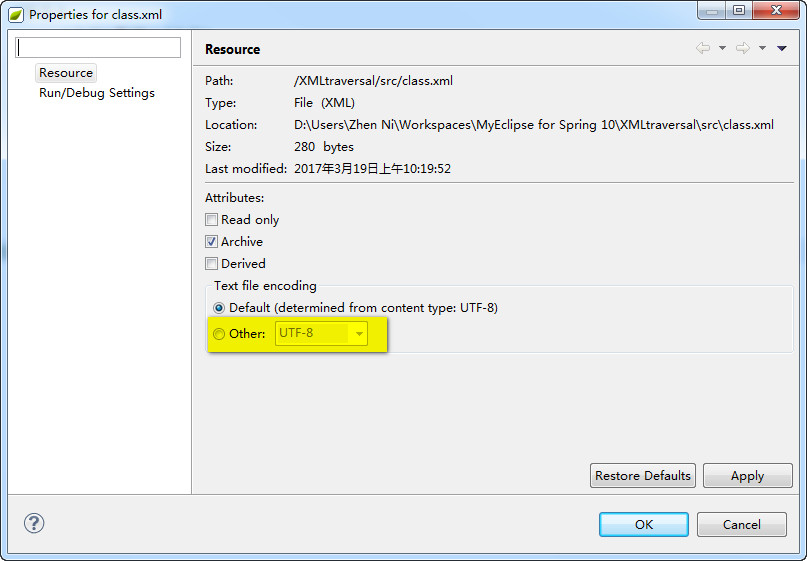 Properties for class.xml
Resource
Run/Debug Settings
Resource
Path: /XMLtraversal/src/class.xml
Type: File (XML)
Location: D:\Users\Zhen Ni\Workspaces\MyEclipse for Spring 10\XMLtraversal\src\class.xml
Size: 280 bytes
Last modified: 2017年3月19日上午10:19:52
Attributes:
Read only
Archive
Derived
Text file encoding
Default (determined from content type: UTF-8)
Other: UTF-8
Restore Defaults Apply
? OK Cancel